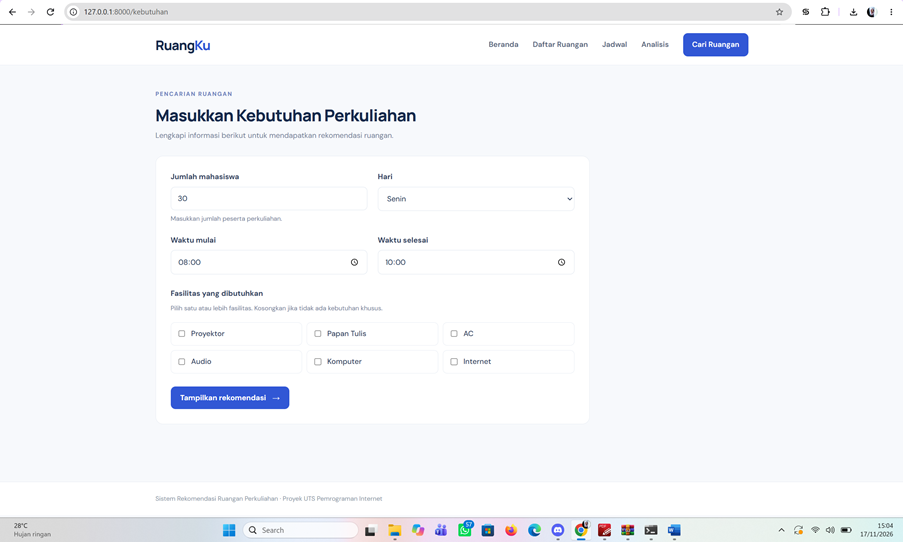 127.0.0.1:8000/kebutuhan
RuangKu
Beranda Daftar Ruangan Jadwal Analisis Cari Ruangan
PENCARIAN RUANGAN
Masukkan Kebutuhan Perkuliahan
Lengkapi informasi berikut untuk mendapatkan rekomendasi ruangan.
Jumlah mahasiswa Hari
30 Senin
Masukkan jumlah peserta perkuliahan.
Waktu mulai Waktu selesai
08:00 10:00
Fasilitas yang dibutuhkan
Pilih satu atau lebih fasilitas. Kosongkan jika tidak ada kebutuhan khusus.
Proyektor Papan Tulis AC
Audio Komputer Internet
Tampilkan rekomendasi →
Sistem Rekomendasi Ruangan Perkuliahan · Proyek UTS Pemrograman Internet
28°C
Hujan ringan
Search
57
15:04
17/11/2026